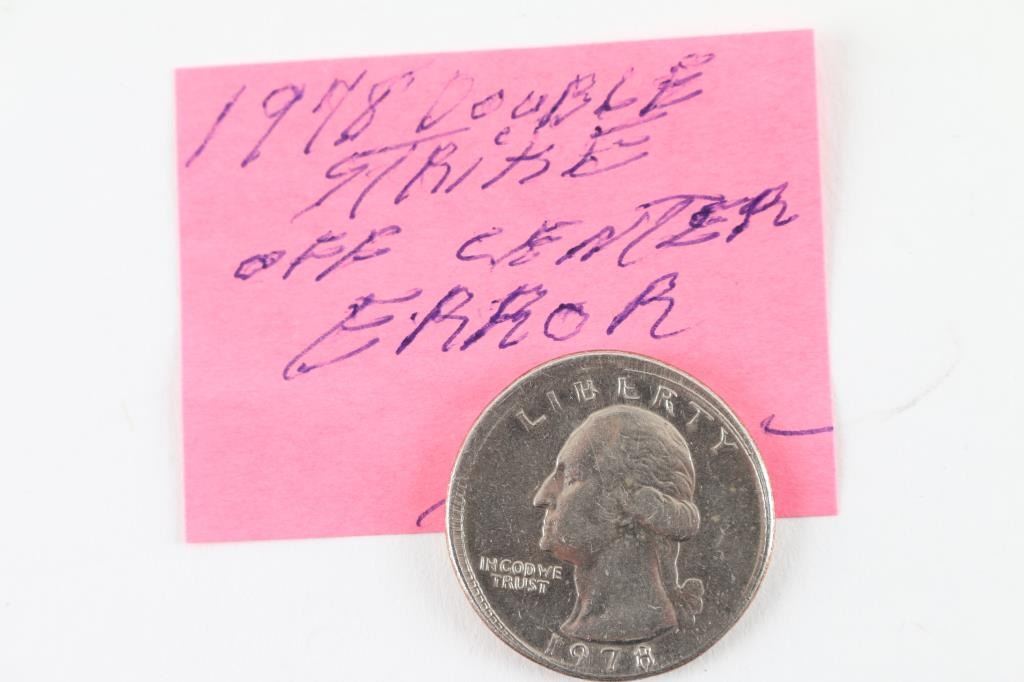 1978 DOUBLE
STRIKE
OFF CENTER
ERROR
LIBERTY
IN GOD WE
TRUST
1978